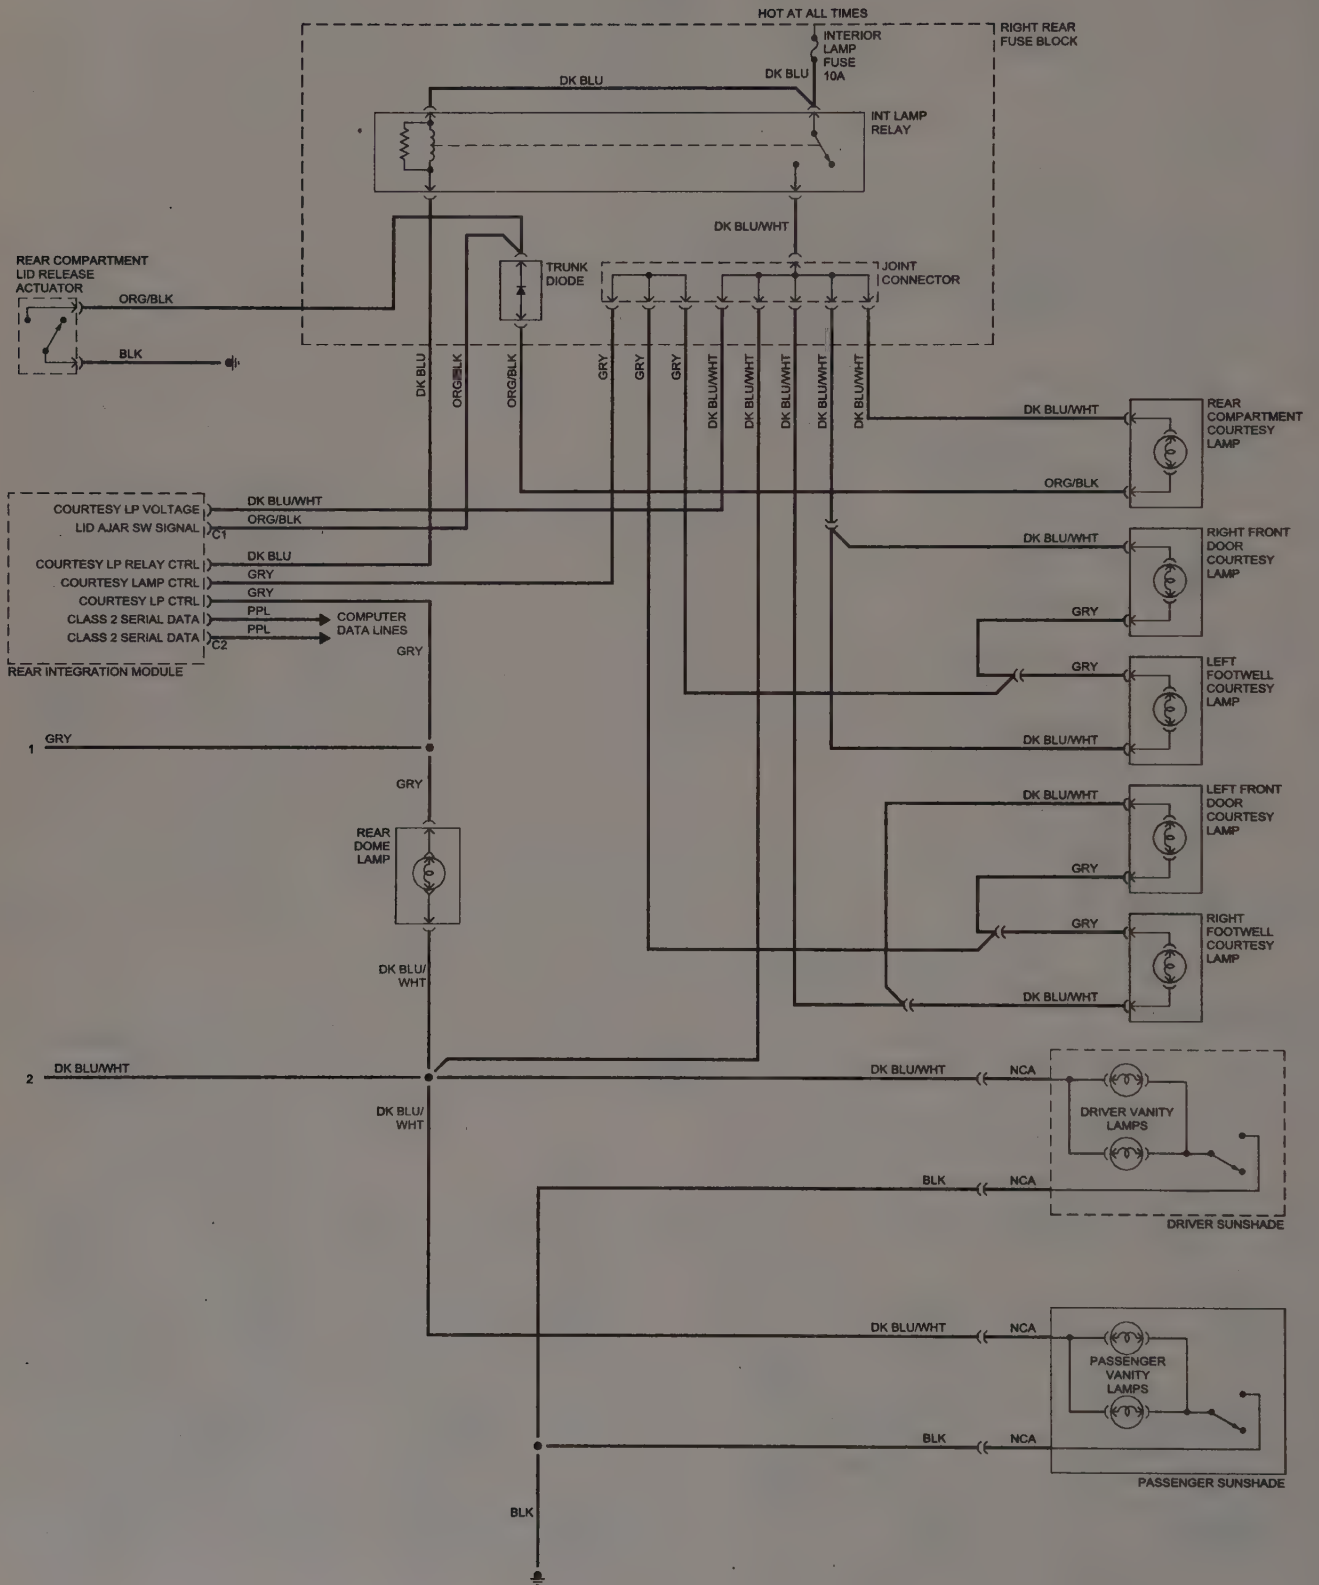 HOT AT ALL TIMES
RIGHT REAR
FUSE BLOCK
INTERIOR
LAMP
FUSE
10A
DK BLU
DK BLU
INT LAMP
RELAY
DK BLU/WHT
REAR COMPARTMENT
LID RELEASE
ACTUATOR
ORG/BLK
BLK
TRUNK
DIODE
JOINT
CONNECTOR
DK BLU
ORG/BLK
ORG/BLK
GRY
GRY
GRY
DK BLU/WHT
DK BLU/WHT
DK BLU/WHT
DK BLU/WHT
DK BLU/WHT
DK BLU/WHT
REAR
COMPARTMENT
COURTESY
LAMP
ORG/BLK
COURTESY LP VOLTAGE
DK BLU/WHT
LID AJAR SW SIGNAL
C1
ORG/BLK
COURTESY LP RELAY CTRL
DK BLU
COURTESY LAMP CTRL
GRY
COURTESY LP CTRL
GRY
CLASS 2 SERIAL DATA
PPL
CLASS 2 SERIAL DATA
C2
PPL
COMPUTER
DATA LINES
REAR INTEGRATION MODULE
GRY
DK BLU/WHT
RIGHT FRONT
DOOR
COURTESY
LAMP
GRY
GRY
LEFT
FOOTWELL
COURTESY
LAMP
DK BLU/WHT
1
GRY
GRY
REAR
DOME
LAMP
DK BLU/WHT
LEFT FRONT
DOOR
COURTESY
LAMP
GRY
GRY
RIGHT
FOOTWELL
COURTESY
LAMP
DK BLU/WHT
DK BLU/
WHT
2
DK BLU/WHT
DK BLU/WHT
NCA
DK BLU/
WHT
DRIVER VANITY
LAMPS
BLK
NCA
DRIVER SUNSHADE
DK BLU/WHT
NCA
PASSENGER
VANITY
LAMPS
BLK
NCA
PASSENGER SUNSHADE
BLK